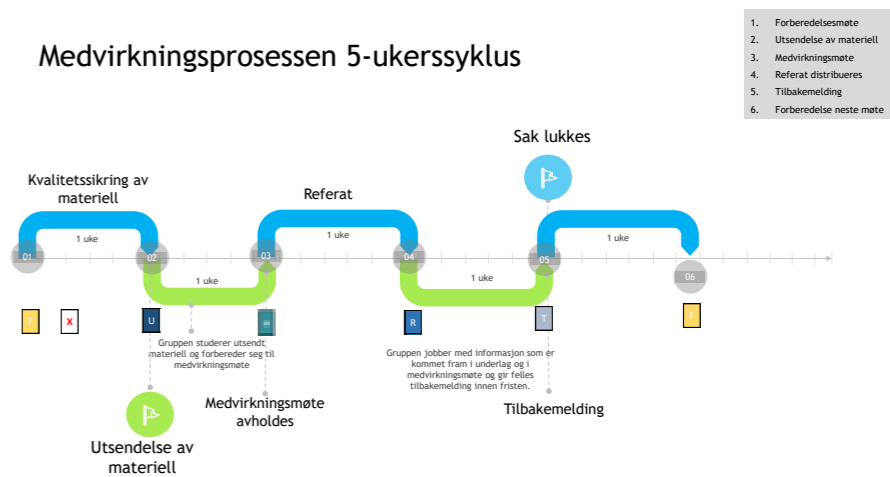 1. Forberedelsesmøte
2. Utsendelse av materiell
3. Medvirkningsmøte
4. Referat distribueres
5. Tilbakemelding
6. Forberedelse neste møte
Medvirkningsprosessen 5-ukerssyklus
Sak lukkes
Kvalitetssikring av
materiell
Referat
1 uke
1 uke
1 uke
01
02
03
04
05
06
1 uke
1 uke
F
X
U
R
T
F
Gruppen studerer utsendt
materiell og forbereder seg til
medvirkningsmøte
Gruppen jobber med informasjon som er
kommet fram i underlag og i
medvirkningsmøte og gir felles
tilbakemelding innen fristen.
Medvirkningsmøte
avholdes
Tilbakemelding
Utsendelse av
materiell